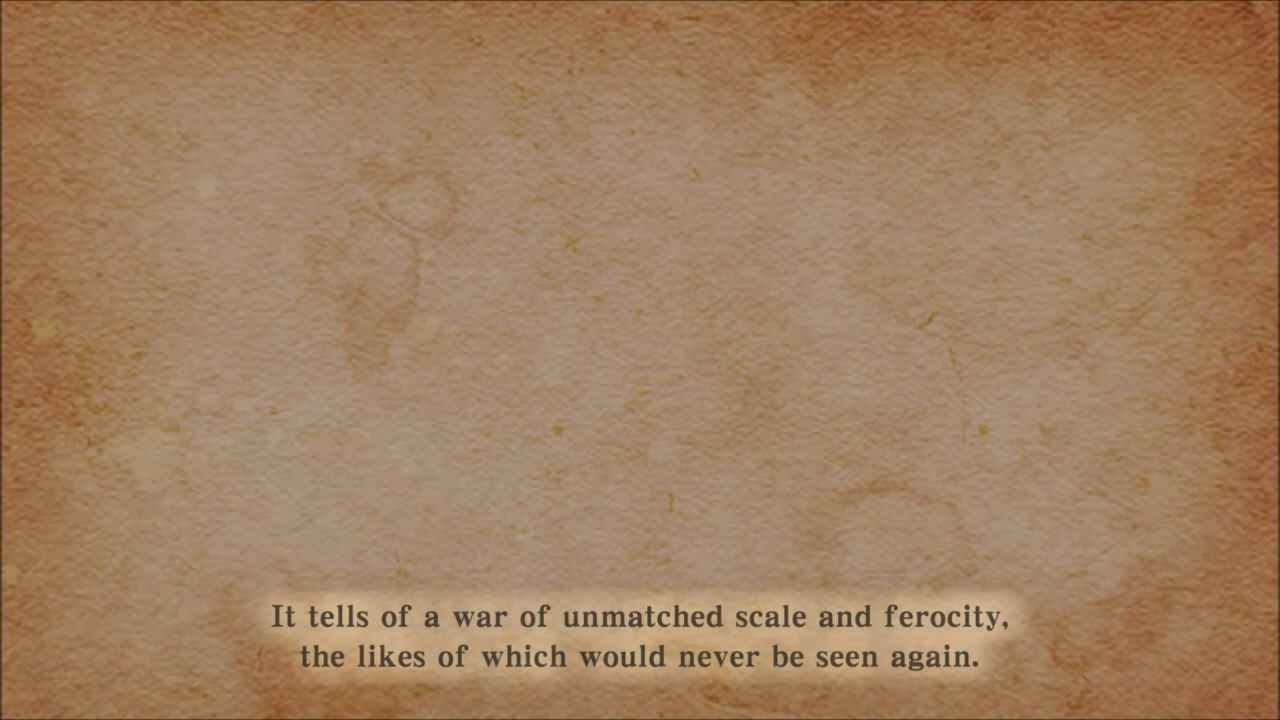 It tells of a war of unmatched scale and ferocity,
the likes of which would never be seen again.